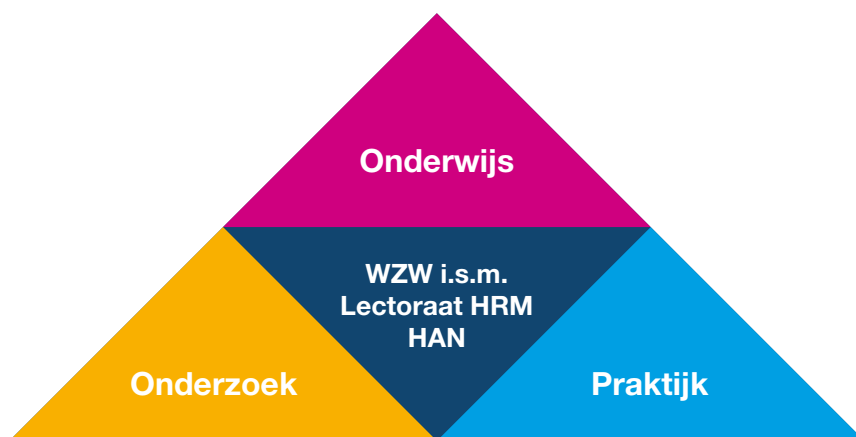 Onderwijs
WZW i.s.m.
Lectoraat HRM
HAN
Onderzoek
Praktijk